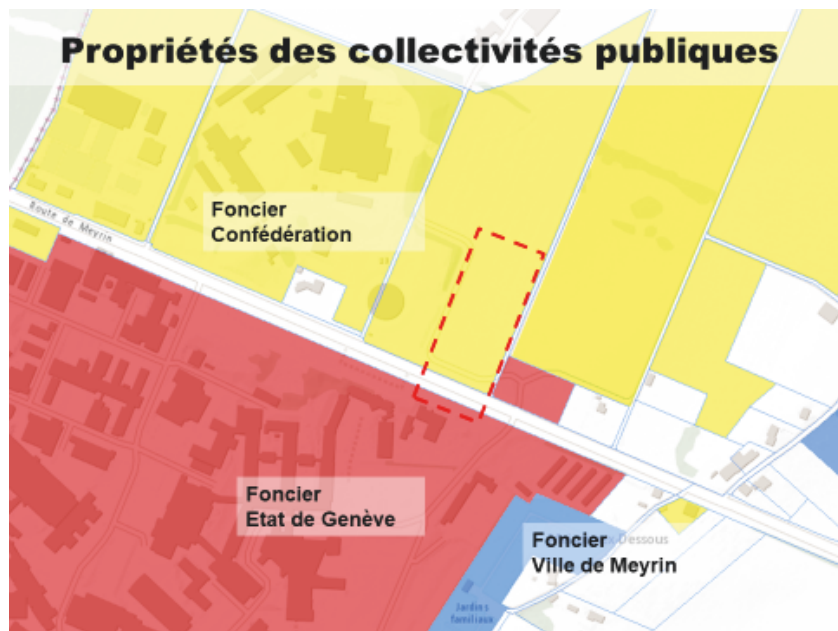 Propriétés des collectivités publiques
Foncier
Confédération
Route de Meyrin
Foncier
Etat de Genève
Foncier
Ville de Meyrin
Dessous
Jardins
familiaux